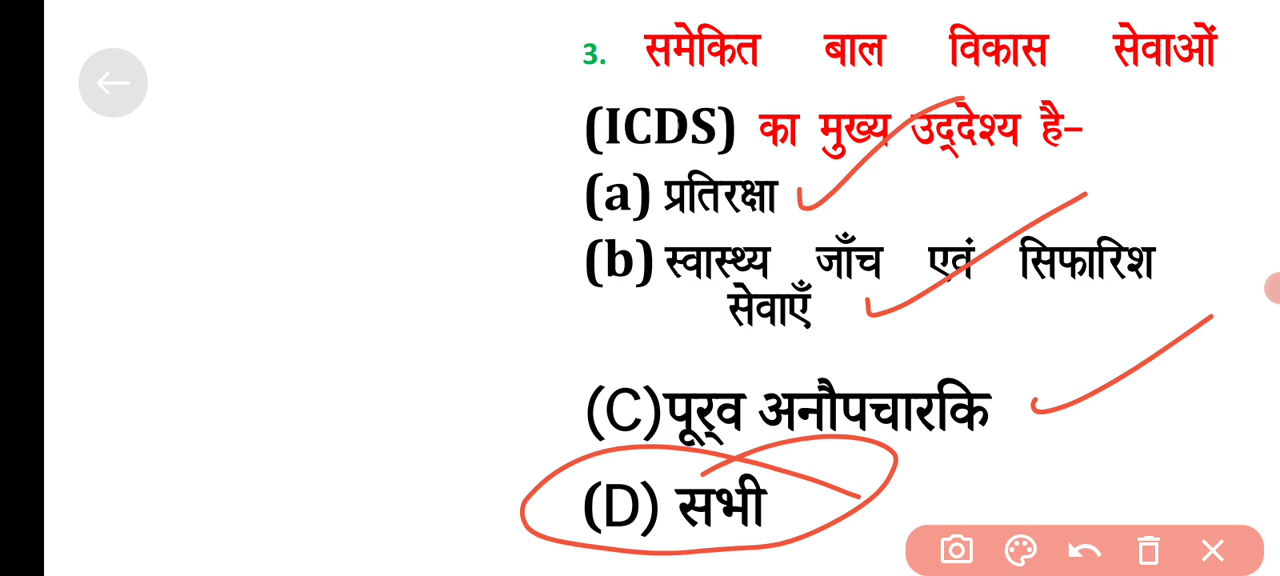 3. समेकित बाल विकास सेवाओं
(ICDS) का मुख्य उद्‌देश्य है–
(a) प्रतिरक्षा
(b) स्वास्थ्य जाँच एवं सिफारिश
सेवाएँ
(C)पूर्‌व अनौपचारकि
(D) सभी